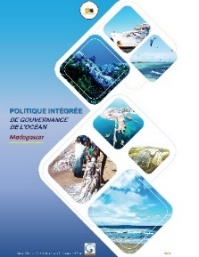 POLITIQUE INTÉGRÉE
DE GOUVERNANCE
DE L'OCÉAN
Madagascar